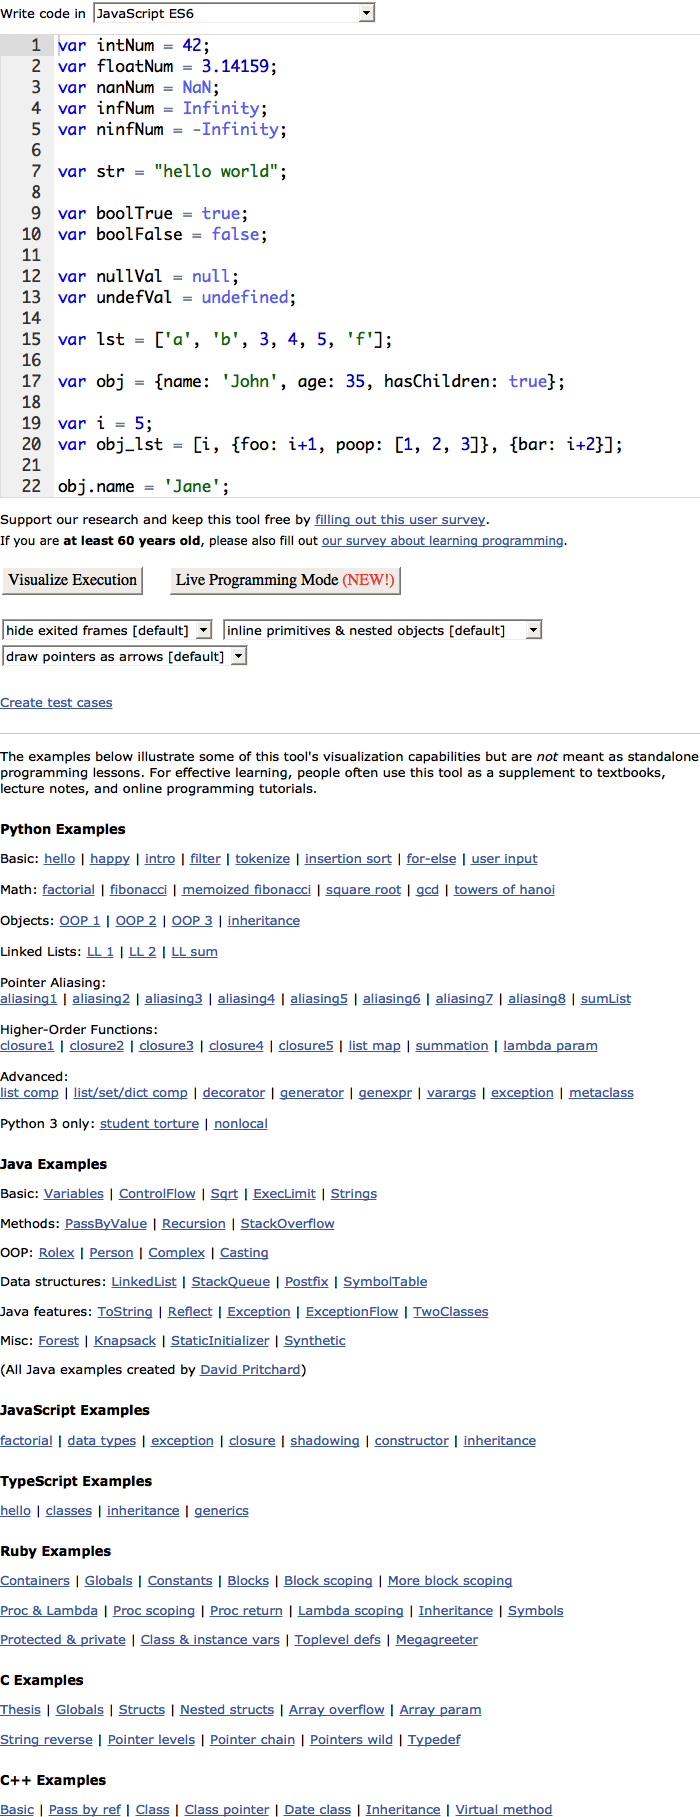 Write code in JavaScript ES6
1 var intNum = 42;
2 var floatNum = 3.14159;
3 var nanNum = NaN;
4 var infNum = Infinity;
5 var ninfNum = -Infinity;
6
7 var str = "hello world";
8
9 var boolTrue = true;
10 var boolFalse = false;
11
12 var nullVal = null;
13 var undefVal = undefined;
14
15 var lst = ['a', 'b', 3, 4, 5, 'f'];
16
17 var obj = {name: 'John', age: 35, hasChildren: true};
18
19 var i = 5;
20 var obj_lst = [i, {foo: i+1, poop: [1, 2, 3]}, {bar: i+2}];
21
22 obj.name = 'Jane';
Support our research and keep this tool free by filling out this user survey.
If you are at least 60 years old, please also fill out our survey about learning programming.
Visualize Execution Live Programming Mode (NEW!)
hide exited frames [default] inline primitives & nested objects [default]
draw pointers as arrows [default]
Create test cases
The examples below illustrate some of this tool's visualization capabilities but are not meant as standalone
programming lessons. For effective learning, people often use this tool as a supplement to textbooks,
lecture notes, and online programming tutorials.
Python Examples
Basic: hello | happy | intro | filter | tokenize | insertion sort | for-else | user input
Math: factorial | fibonacci | memoized fibonacci | square root | gcd | towers of hanoi
Objects: OOP 1 | OOP 2 | OOP 3 | inheritance
Linked Lists: LL 1 | LL 2 | LL sum
Pointer Aliasing:
aliasing1 | aliasing2 | aliasing3 | aliasing4 | aliasing5 | aliasing6 | aliasing7 | aliasing8 | sumList
Higher-Order Functions:
closure1 | closure2 | closure3 | closure4 | closure5 | list map | summation | lambda param
Advanced:
list comp | list/set/dict comp | decorator | generator | genexpr | varargs | exception | metaclass
Python 3 only: student torture | nonlocal
Java Examples
Basic: Variables | ControlFlow | Sqrt | ExecLimit | Strings
Methods: PassByValue | Recursion | StackOverflow
OOP: Rolex | Person | Complex | Casting
Data structures: LinkedList | StackQueue | Postfix | SymbolTable
Java features: ToString | Reflect | Exception | ExceptionFlow | TwoClasses
Misc: Forest | Knapsack | StaticInitializer | Synthetic
(All Java examples created by David Pritchard)
JavaScript Examples
factorial | data types | exception | closure | shadowing | constructor | inheritance
TypeScript Examples
hello | classes | inheritance | generics
Ruby Examples
Containers | Globals | Constants | Blocks | Block scoping | More block scoping
Proc & Lambda | Proc scoping | Proc return | Lambda scoping | Inheritance | Symbols
Protected & private | Class & instance vars | Toplevel defs | Megagreeter
C Examples
Thesis | Globals | Structs | Nested structs | Array overflow | Array param
String reverse | Pointer levels | Pointer chain | Pointers wild | Typedef
C++ Examples
Basic | Pass by ref | Class | Class pointer | Date class | Inheritance | Virtual method